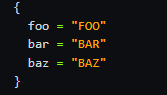 {
  foo = "FOO"
  bar = "BAR"
  baz = "BAZ"
}